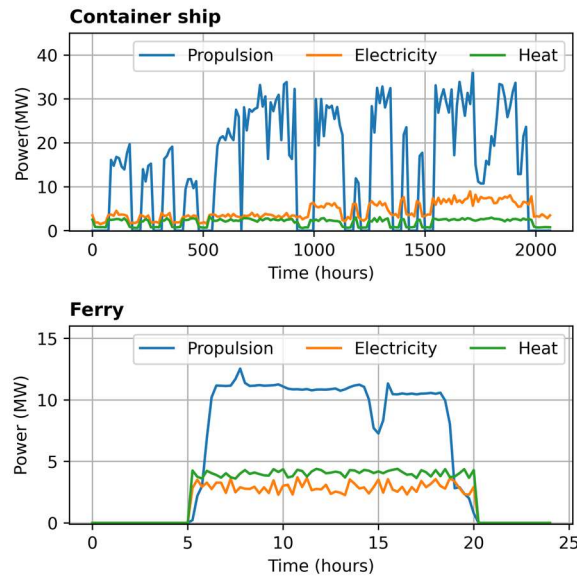 Container ship
Propulsion Electricity Heat
Power(MW)
40
30
20
10
0
0 500 1000 1500 2000
Time (hours)
Ferry
Propulsion Electricity Heat
Power (MW)
15
10
5
0
0 5 10 15 20 25
Time (hours)